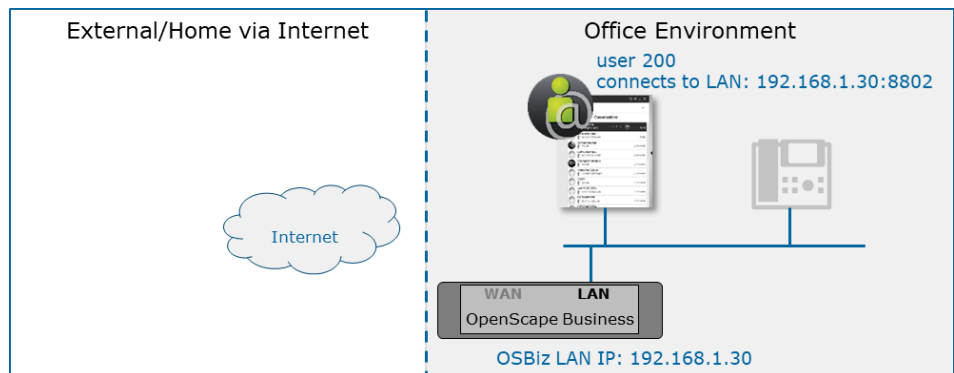 External/Home via Internet
Office Environment
user 200
connects to LAN: 192.168.1.30:8802
@
Internet
WAN
LAN
OpenScape Business
OSBiz LAN IP: 192.168.1.30